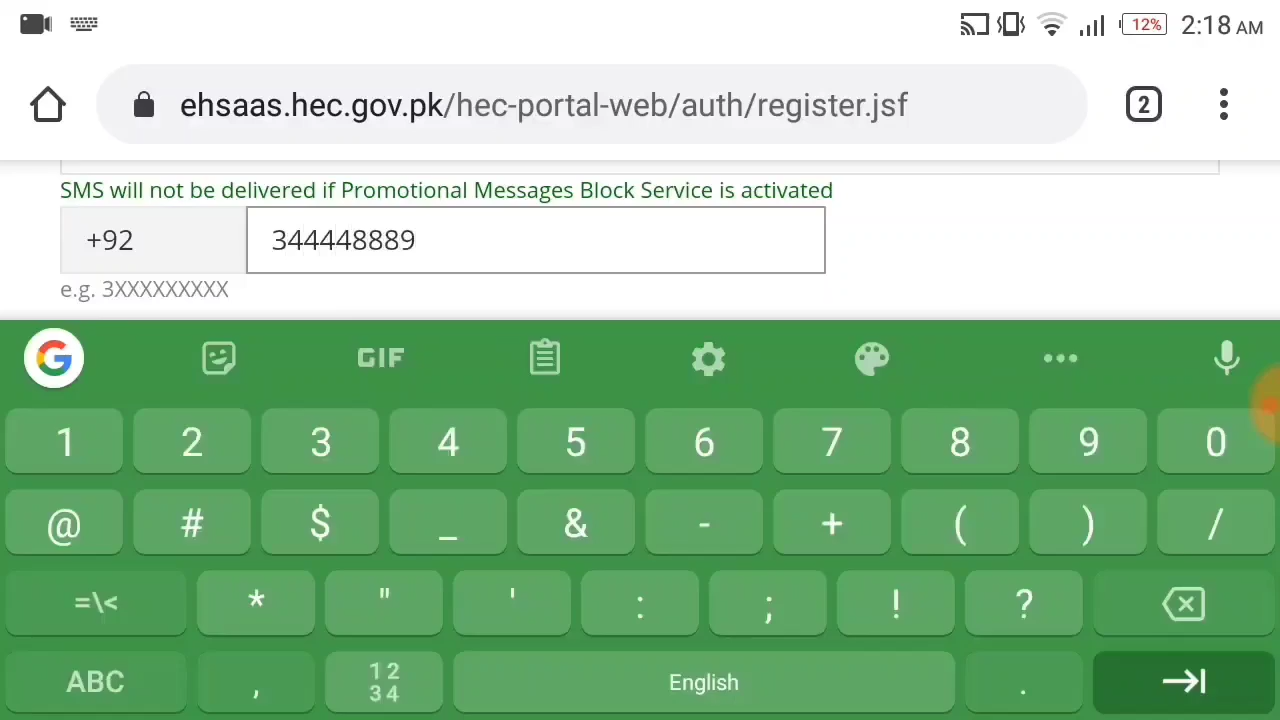 12% 2:18 AM
ehsaas.hec.gov.pk/hec-portal-web/auth/register.jsf 2
SMS will not be delivered if Promotional Messages Block Service is activated
+92 344448889
e.g. 3XXXXXXXXX
G GIF
1 2 3 4 5 6 7 8 9 0
@ # $ _ & - + ( ) /
=\< * " ' : ; ! ?
ABC , 12 34 English .